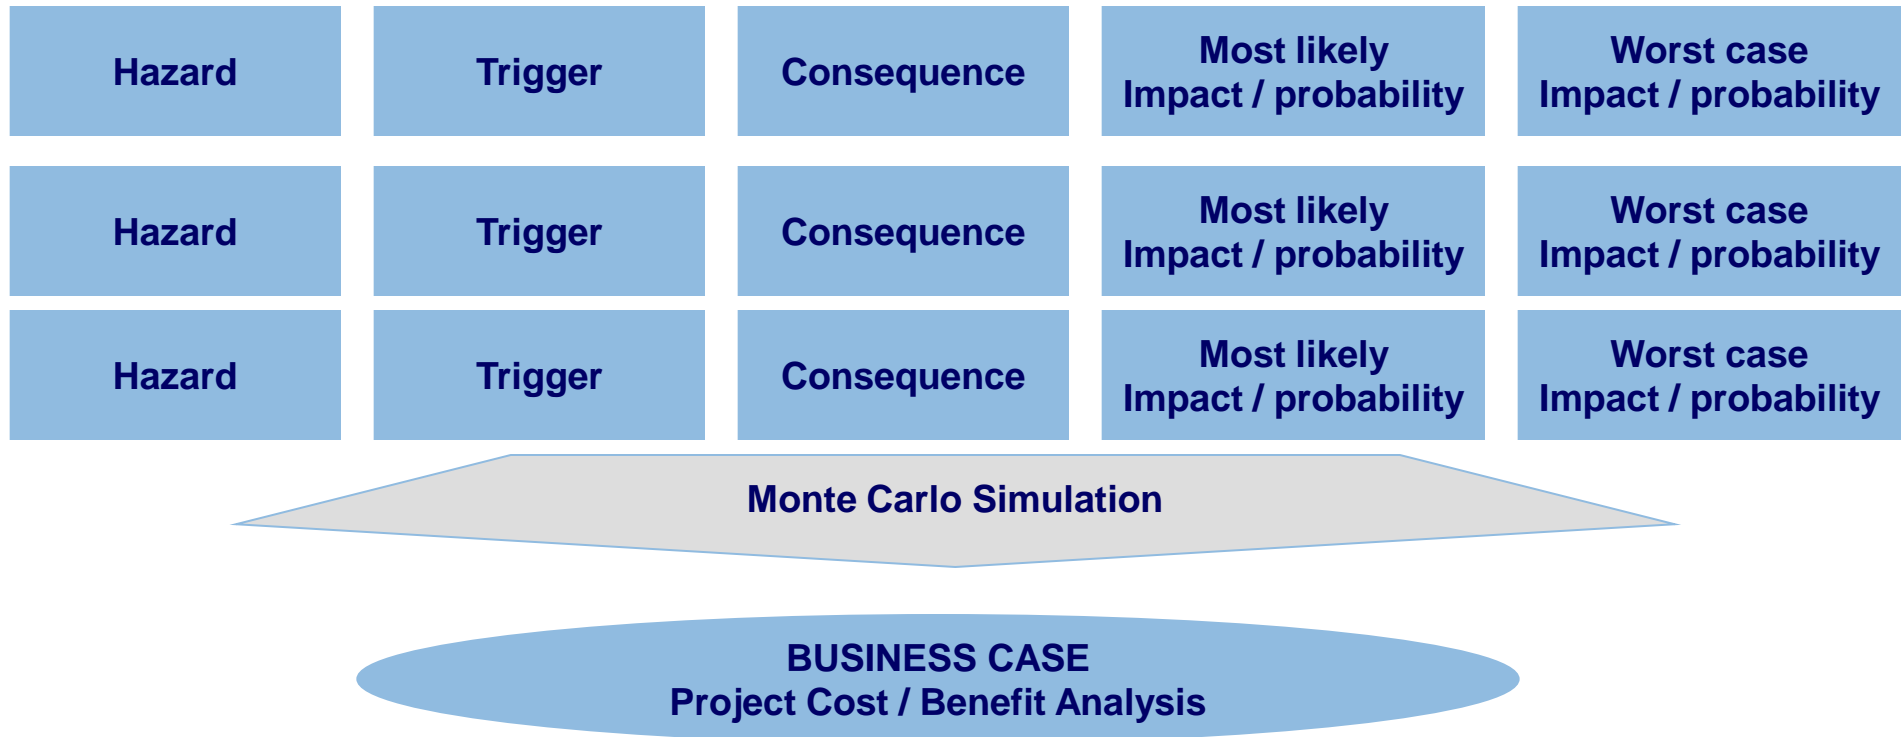 Hazard
Trigger
Consequence
Most likely
Impact / probability
Worst case
Impact / probability
Hazard
Trigger
Consequence
Most likely
Impact / probability
Worst case
Impact / probability
Hazard
Trigger
Consequence
Most likely
Impact / probability
Worst case
Impact / probability
Monte Carlo Simulation
BUSINESS CASE
Project Cost / Benefit Analysis